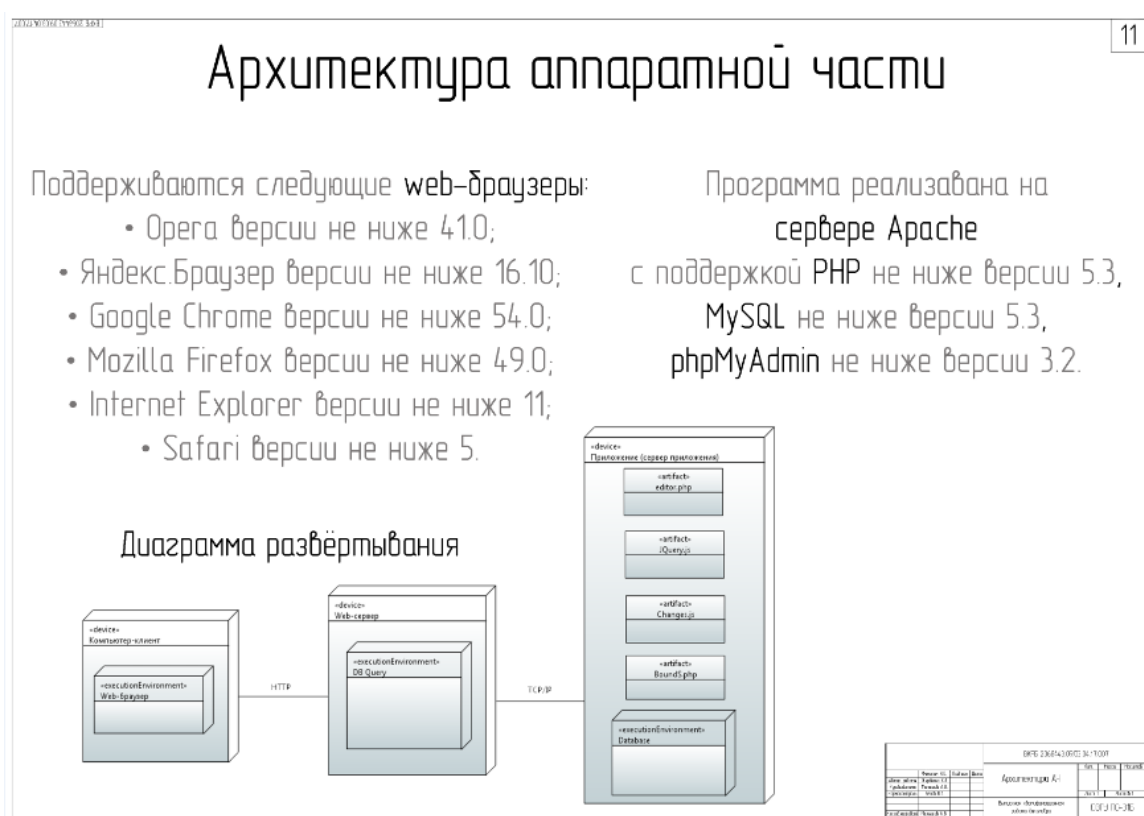 11
Архитектура аппаратной части
Поддерживаются следующие web-браузеры:
• Opera версии не ниже 41.0;
• Яндекс.Браузер версии не ниже 16.10;
• Google Chrome версии не ниже 54.0;
• Mozilla Firefox версии не ниже 49.0;
• Internet Explorer версии не ниже 11;
• Safari версии не ниже 5.
Программа реализавана на
сервере Apache
с поддержкой PHP не ниже версии 5.3,
MySQL не ниже версии 5.3,
phpMyAdmin не ниже версии 3.2.
Диаграмма развёртывания
«device»
Компьютер-клиент
«executionEnvironment»
Web-браузер
HTTP
«device»
Web-сервер
«executionEnvironment»
DB Query
TCP/IP
«device»
Приложение (сервер приложения)
«artifact»
editor.php
«artifact»
JQuery.js
«artifact»
Changes.js
«artifact»
BoundS.php
«executionEnvironment»
Database
Архитектура А-І